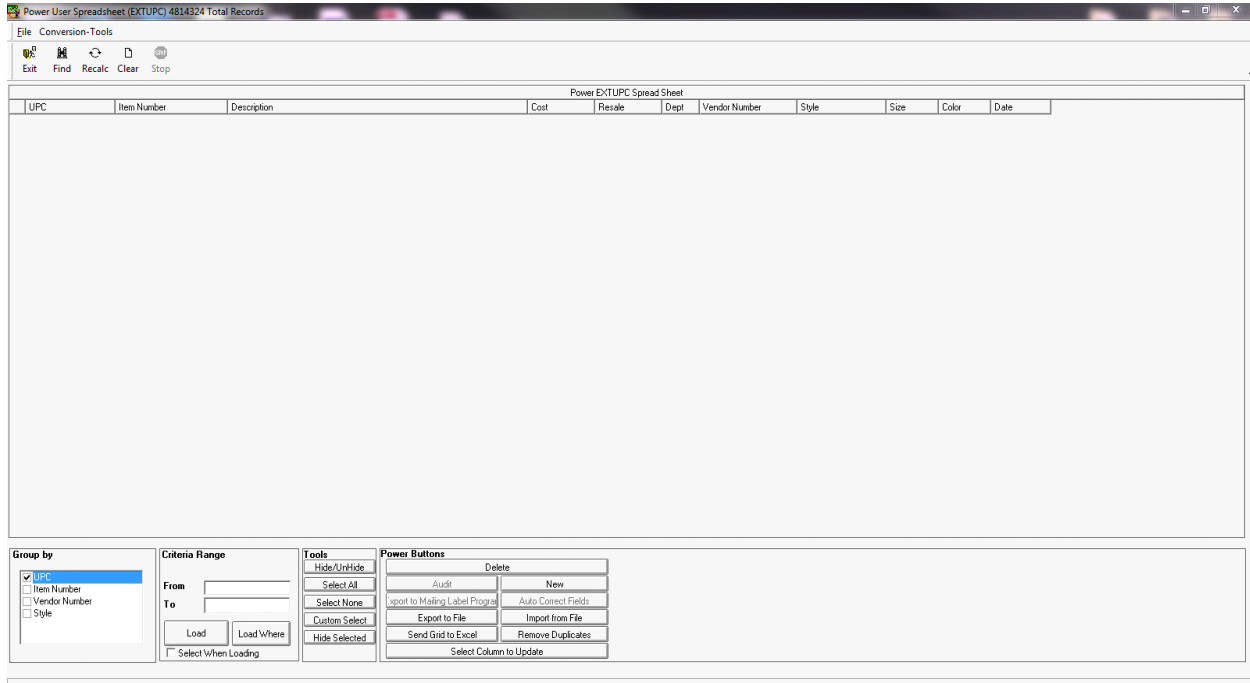 Power User Spreadsheet (EXTUPC) 4814324 Total Records
File Conversion-Tools
STOP
Exit Find Recalc Clear Stop
Power EXTUPC Spread Sheet
UPC Item Number Description Cost Resale Dept Vendor Number Style Size Color Date
Group by
UPC
Item Number
Vendor Number
Style
Criteria Range
From
To
Load Load Where
Select When Loading
Tools
Hide/UnHide
Select All
Select None
Custom Select
Hide Selected
Power Buttons
Delete
Audit New
xport to Mailing Label Progra Auto Correct Fields
Export to File Import from File
Send Grid to Excel Remove Duplicates
Select Column to Update